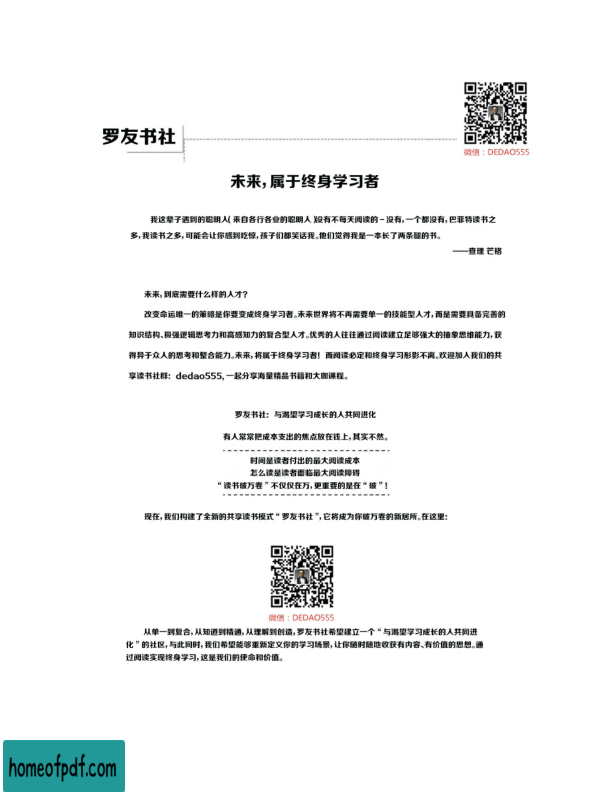 微信：DEDAO555
罗友书社
未来，属于终身学习者
我这辈子遇到的聪明人（来自各行各业的聪明人）没有不每天阅读的－没有，一个都没有，巴菲特读书之
多，我读书之多，可能会让你感到吃惊，孩子们都笑话我。他们觉得我是一本长了两条腿的书。
——查理 芒格
未来，到底需要什么样的人才？
改变命运唯一的策略是你要变成终身学习者。未来世界将不再需要单一的技能型人才，而是需要具备完善的
知识结构、极强逻辑思考力和高感知力的复合型人才。优秀的人往往通过阅读建立足够强大的抽象思维能力，获
得异于众人的思考和整合能力。未来，将属于终身学习者！而阅读必定和终身学习形影不离。欢迎加入我们的共
享读书社群：dedao555，一起分享海量精品书籍和大咖课程。
罗友书社：与渴望学习成长的人共同进化
有人常常把成本支出的焦点放在钱上，其实不然。
时间是读者付出的最大阅读成本
怎么读是读者面临最大阅读障碍
“读书破万卷”不仅仅在万，更重要的是在“破”！
现在，我们构建了全新的共享读书模式“罗友书社”，它将成为你破万卷的新居所。在这里：
微信：DEDAO555
从单一到复合，从知道到精通，从理解到创造，罗友书社希望建立一个“与渴望学习成长的人共同进
化”的社区，与此同时，我们希望能够重新定义你的学习场景，让你随时随地收获有内容、有价值的思想。通
过阅读实现终身学习，这是我们的使命和价值。
homeofpdf.com